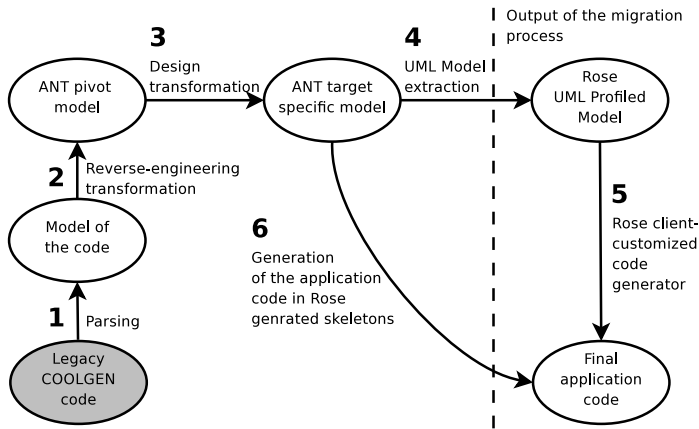 Output of the migration
process
3
Design
transformation
4
UML Model
extraction
ANT pivot
model
ANT target
specific model
Rose
UML Profiled
Model
2
Reverse-engineering
transformation
Model of
the code
6
Generation
of the application
code in Rose
genrated skeletons
5
Rose client-
customized
code
generator
1
Parsing
Legacy
COOLGEN
code
Final
application
code